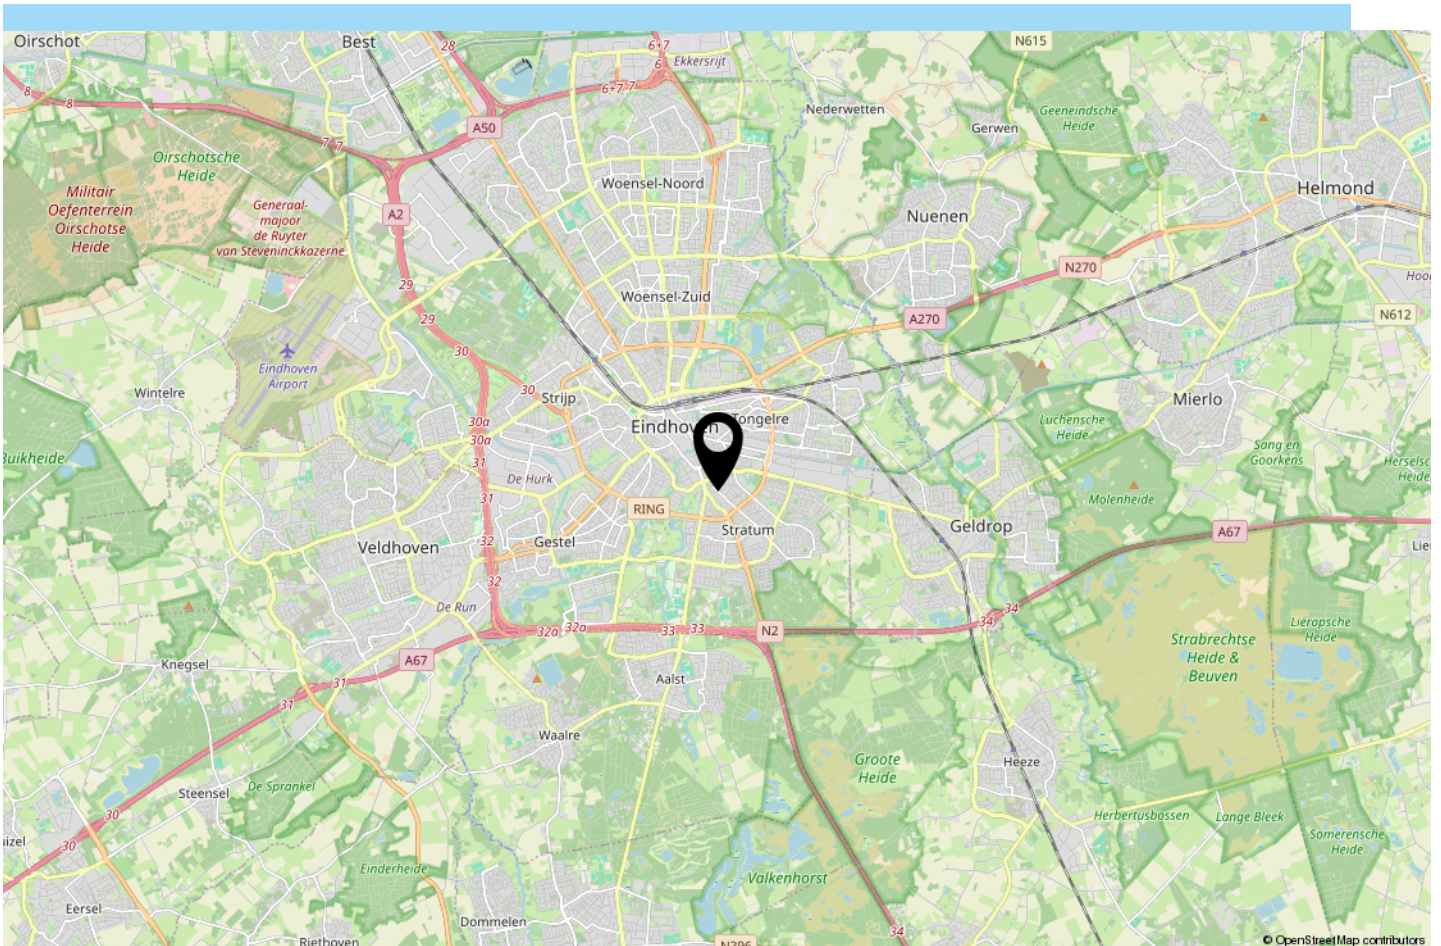 Oirschot
Best
28
6+7
6
Ekkersrijt
N615
8
8
6+7
7
A50
Nederwetten
Gerwen
Geeneindsche
Heide
7
7
Oirschotsche
Heide
Woensel-Noord
Helmond
Militair
Oefenterrein
Oirschotse
Heide
Generaal-
majoor
de Ruyter
van Steveninckkazerne
A2
Nuenen
N270
29
Woensel-Zuid
A270
N612
29
30
Eindhoven
Airport
30
Wintelre
Strijp
Mierlo
30a
30a
Eindhoven
Tongelre
Luchensche
Heide
Sang en
Goorkens
Buikheide
31
De Hurk
Molenheide
31
RING
Stratum
Geldrop
A67
32
Gestel
Veldhoven
32
De Run
34
34
32a
32a
33
33
N2
Lieropsche
Heide
Strabrechtse
Heide &
Beuven
Knegsel
A67
31
31
Aalst
Waalre
Groote
Heide
Heeze
De Sprankel
Steensel
30
30
Herbertusbossen
Lange Bleek
Somerensche
Heide
Einderheide
Valkenhorst
Eersel
Dommelen
34
Riethoven
N396
© OpenStreetMap contributors